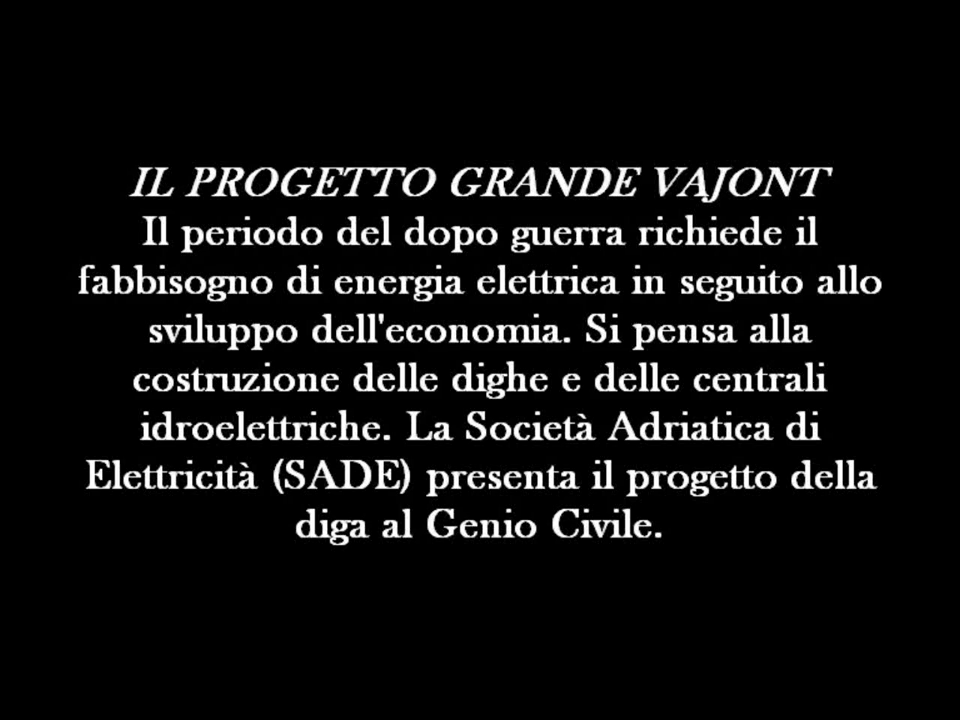 IL PROGETTO GRANDE VAJONT
Il periodo del dopo guerra richiede il
fabbisogno di energia elettrica in seguito allo
sviluppo dell'economia. Si pensa alla
costruzione delle dighe e delle centrali
idroelettriche. La Società Adriatica di
Elettricità (SADE) presenta il progetto della
diga al Genio Civile.